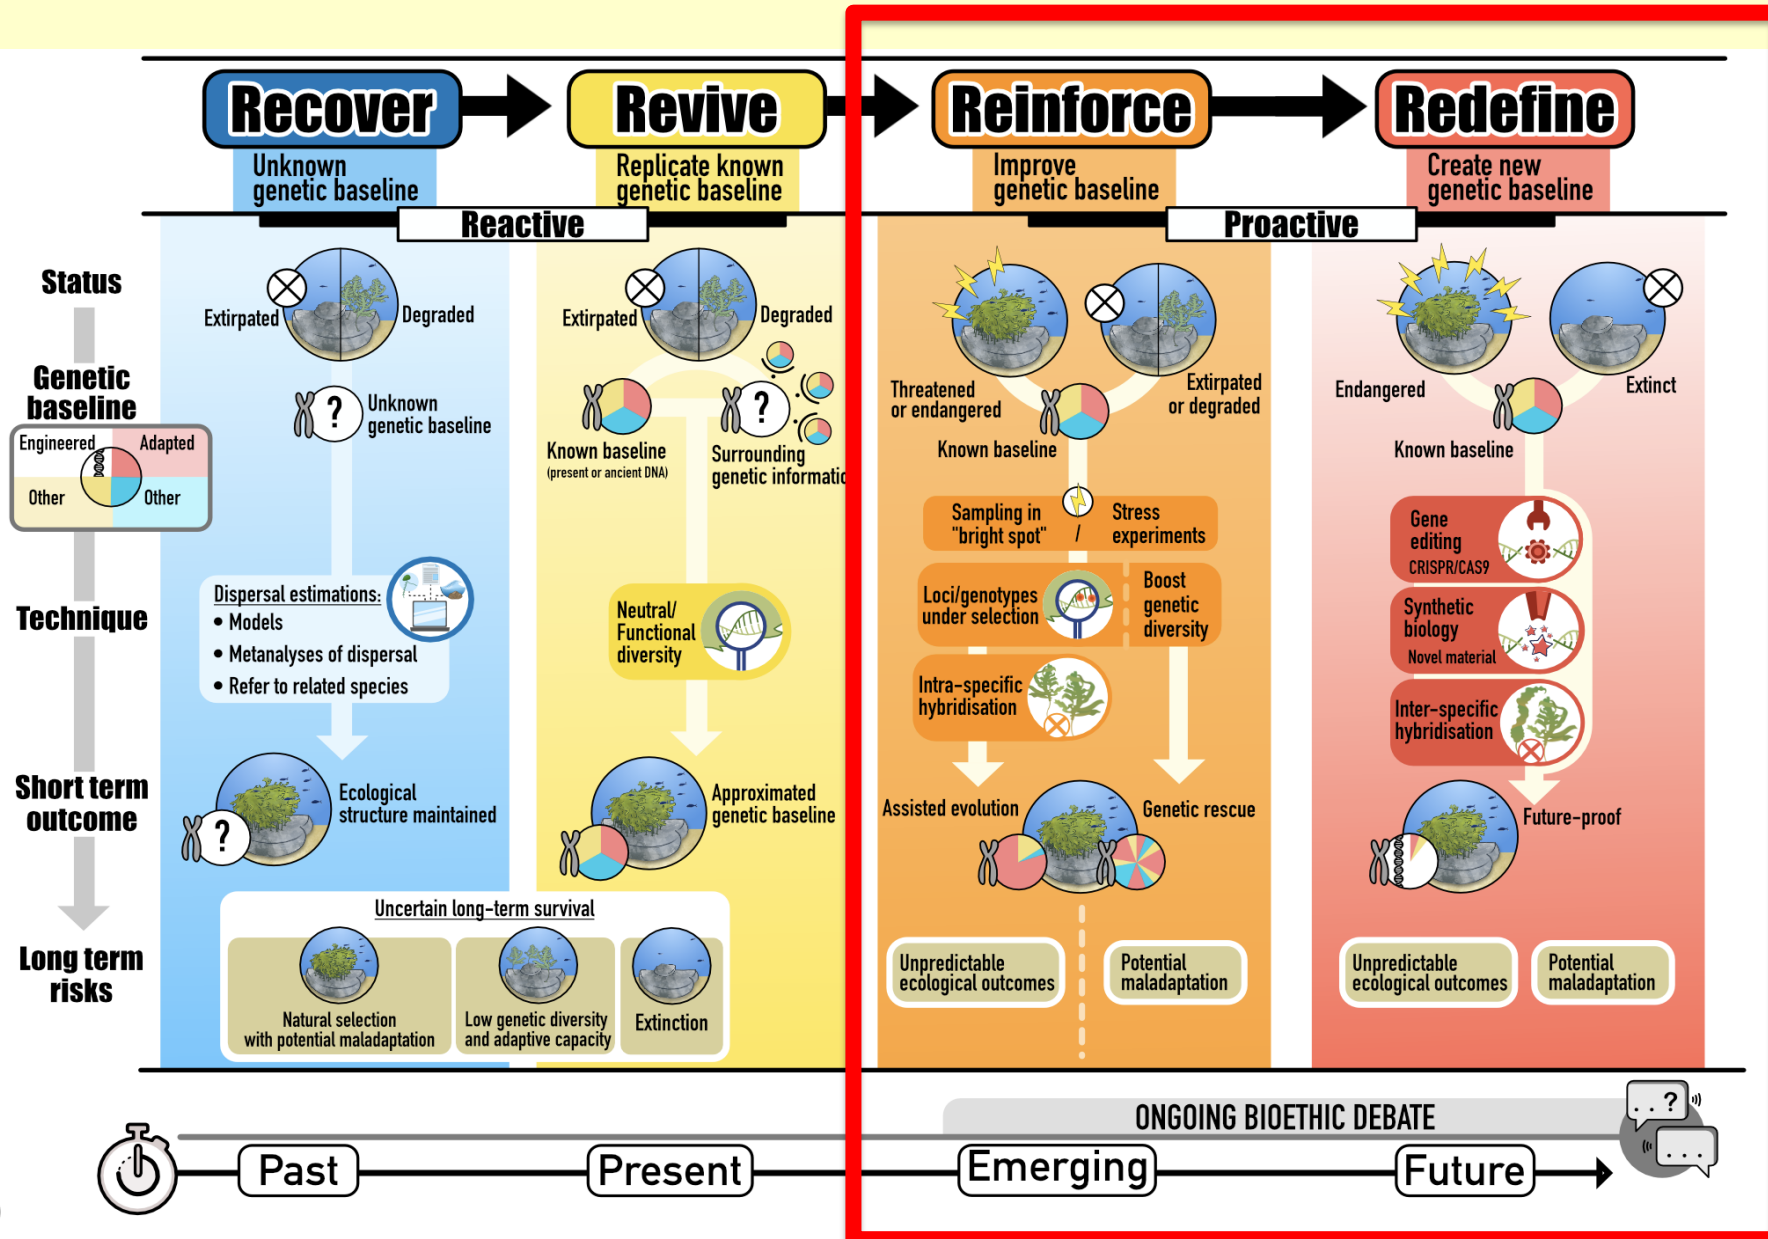 Recover
Revive
Reinforce
Redefine
Unknown
genetic baseline
Replicate known
genetic baseline
Improve
genetic baseline
Create new
genetic baseline
Reactive
Proactive
Status
Genetic
baseline
Engineered
Adapted
Other
Other
Technique
Short term
outcome
Long term
risks
Extirpated
Degraded
?
Unknown
genetic baseline
Dispersal estimations:
• Models
• Metanalyses of dispersal
• Refer to related species
?
Ecological
structure maintained
Extirpated
Degraded
?
Known baseline
(present or ancient DNA)
Surrounding
genetic informatio
Neutral/
Functional
diversity
Approximated
genetic baseline
Uncertain long-term survival
Natural selection
with potential maladaptation
Low genetic diversity
and adaptive capacity
Extinction
Threatened
or endangered
Extirpated
or degraded
Known baseline
Sampling in
"bright spot"
/
Stress
experiments
Loci/genotypes
under selection
Boost
genetic
diversity
Intra-specific
hybridisation
Assisted evolution
Genetic rescue
Unpredictable
ecological outcomes
Potential
maladaptation
Endangered
Extinct
Known baseline
Gene
editing
CRISPR/CAS9
Synthetic
biology
Novel material
Inter-specific
hybridisation
Future-proof
Unpredictable
ecological outcomes
Potential
maladaptation
ONGOING BIOETHIC DEBATE
. . ?
. . .
Past
Present
Emerging
Future